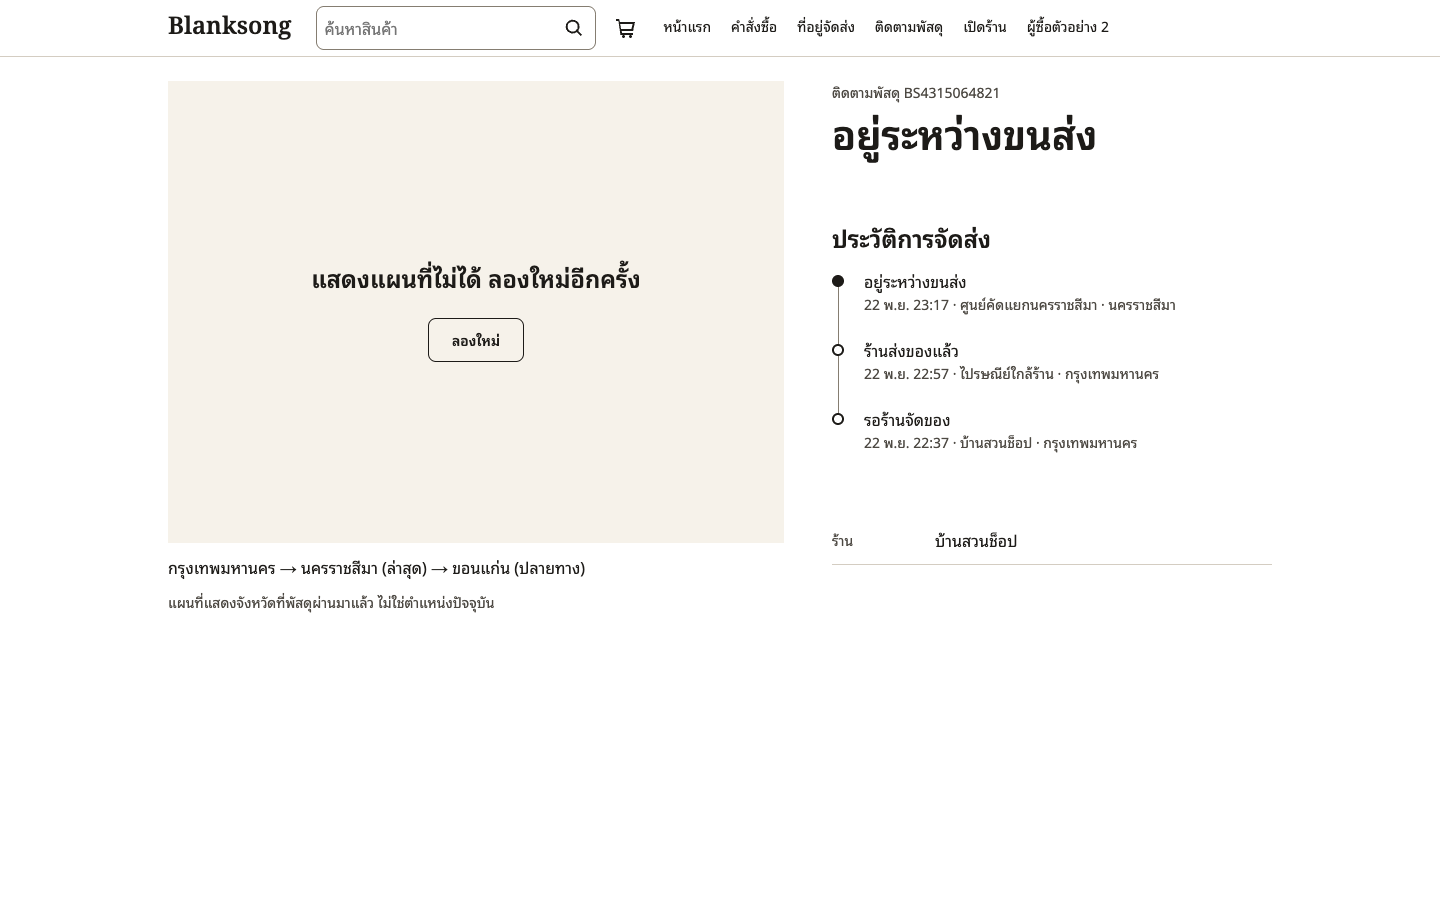 Blanksong
ค้นหาสินค้า
หน้าแรก
คำสั่งซื้อ
ที่อยู่จัดส่ง
ติดตามพัสดุ
เปิดร้าน
ผู้ซื้อตัวอย่าง 2
แสดงแผนที่ไม่ได้ ลองใหม่อีกครั้ง
ลองใหม่
กรุงเทพมหานคร → นครราชสีมา (ล่าสุด) → ขอนแก่น (ปลายทาง)
แผนที่แสดงจังหวัดที่พัสดุผ่านมาแล้ว ไม่ใช่ตำแหน่งปัจจุบัน
ติดตามพัสดุ BS4315064821
อยู่ระหว่างขนส่ง
ประวัติการจัดส่ง
อยู่ระหว่างขนส่ง
22 พ.ย. 23:17 · ศูนย์คัดแยกนครราชสีมา · นครราชสีมา
ร้านส่งของแล้ว
22 พ.ย. 22:57 · ไปรษณีย์ใกล้ร้าน · กรุงเทพมหานคร
รอร้านจัดของ
22 พ.ย. 22:37 · บ้านสวนช็อป · กรุงเทพมหานคร
ร้าน บ้านสวนช็อป